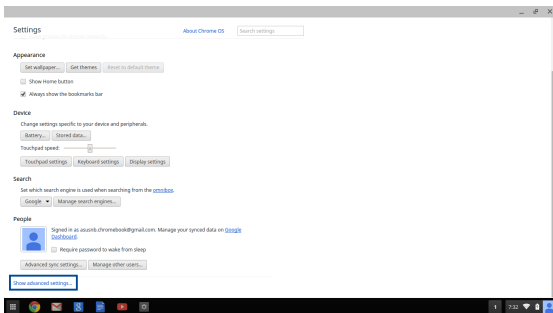 Settings
About Chrome OS
Search settings
Appearance
Set wallpaper... Get themes Reset to default theme
Show Home button
Always show the bookmarks bar
Device
Change settings specific to your device and peripherals.
Battery... Stored data...
Touchpad speed:
Touchpad settings Keyboard settings Display settings
Search
Set which search engine is used when searching from the omnibox.
Google Manage search engines...
People
Signed in as asusnb.chromebook@gmail.com. Manage your synced data on Google
Dashboard.
Require password to wake from sleep
Advanced sync settings... Manage other users...
Show advanced settings...
1 7:32